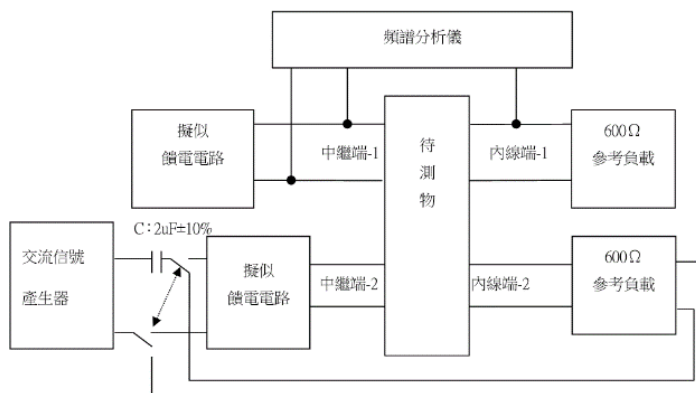 頻譜分析儀
擬似
饋電電路
中繼端-1
待
測
物
內線端-1
600Ω
參考負載
C：2uF±10%
交流信號
產生器
擬似
饋電電路
中繼端-2
內線端-2
600Ω
參考負載